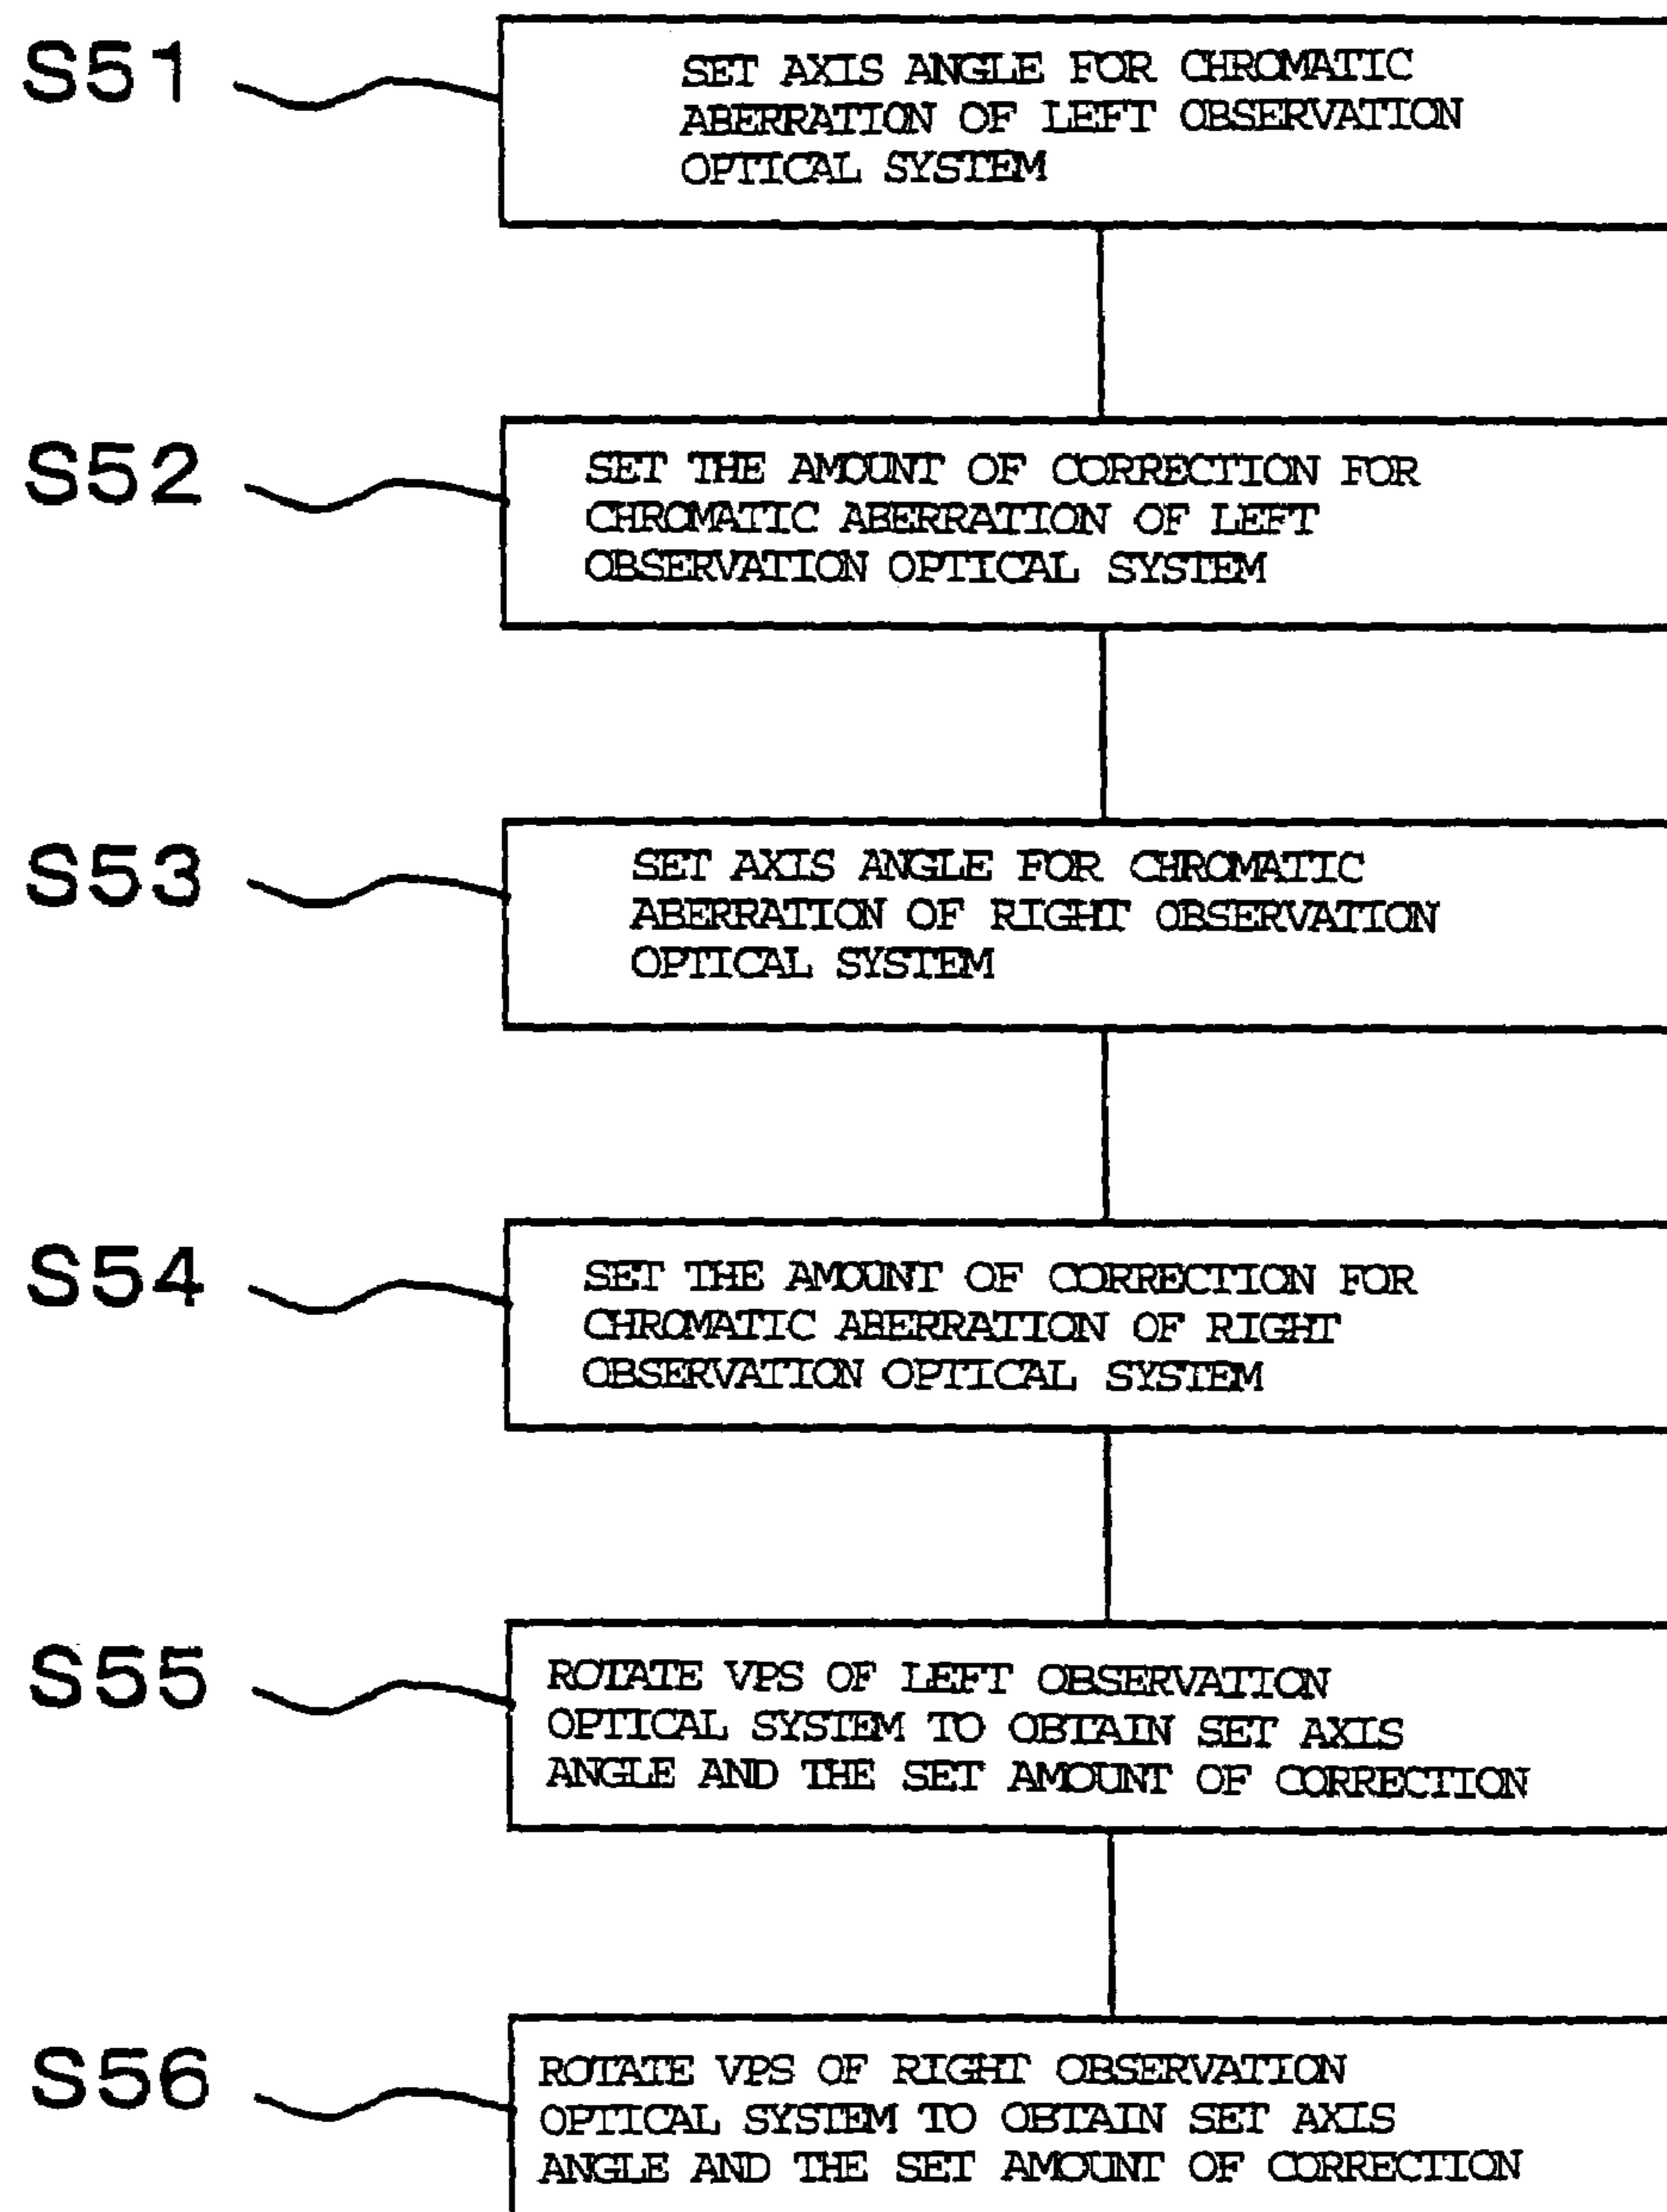 S51
SET AXIS ANGLE FOR CHROMATIC
ABERRATION OF LEFT OBSERVATION
OPTICAL SYSTEM
S52
SET THE AMOUNT OF CORRECTION FOR
CHROMATIC ABERRATION OF LEFT
OBSERVATION OPTICAL SYSTEM
S53
SET AXIS ANGLE FOR CHROMATIC
ABERRATION OF RIGHT OBSERVATION
OPTICAL SYSTEM
S54
SET THE AMOUNT OF CORRECTION FOR
CHROMATIC ABERRATION OF RIGHT
OBSERVATION OPTICAL SYSTEM
S55
ROTATE VPS OF LEFT OBSERVATION
OPTICAL SYSTEM TO OBTAIN SET AXIS
ANGLE AND THE SET AMOUNT OF CORRECTION
S56
ROTATE VPS OF RIGHT OBSERVATION
OPTICAL SYSTEM TO OBTAIN SET AXIS
ANGLE AND THE SET AMOUNT OF CORRECTION